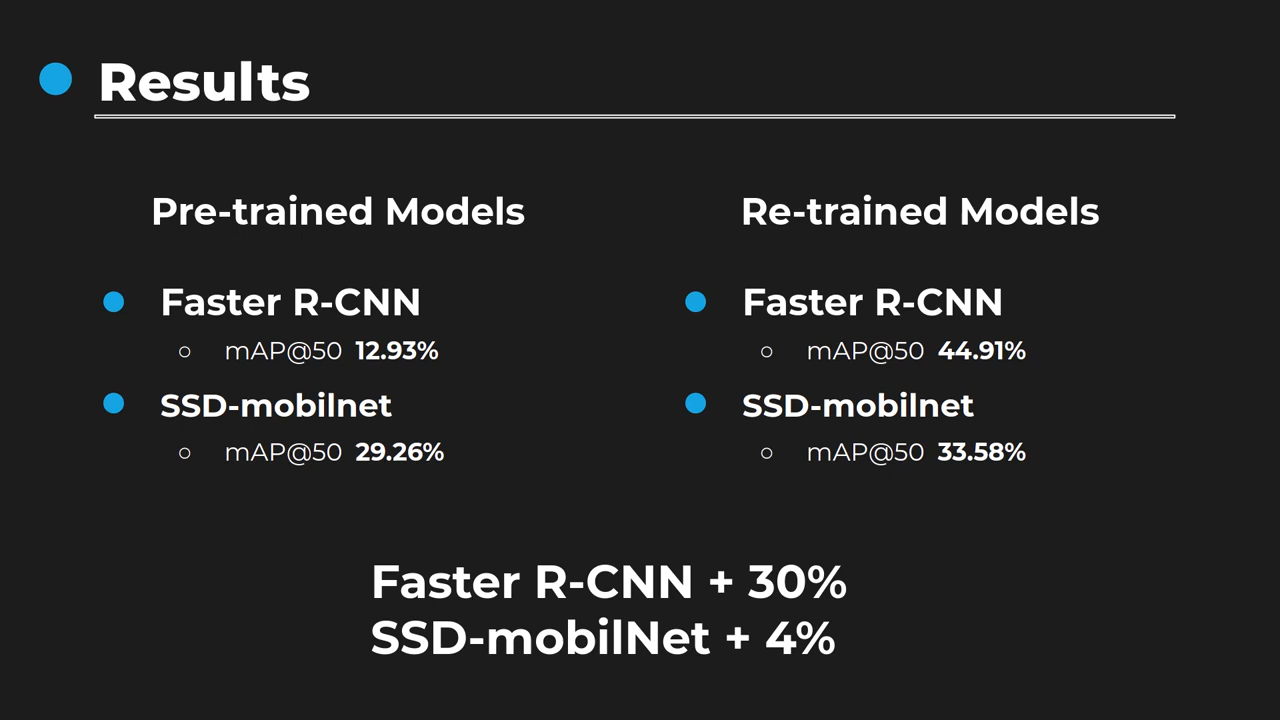 Results
Pre-trained Models
Faster R-CNN
mAP@50 12.93%
SSD-mobilnet
mAP@50 29.26%
Re-trained Models
Faster R-CNN
mAP@50 44.91%
SSD-mobilnet
mAP@50 33.58%
Faster R-CNN + 30%
SSD-mobilNet + 4%